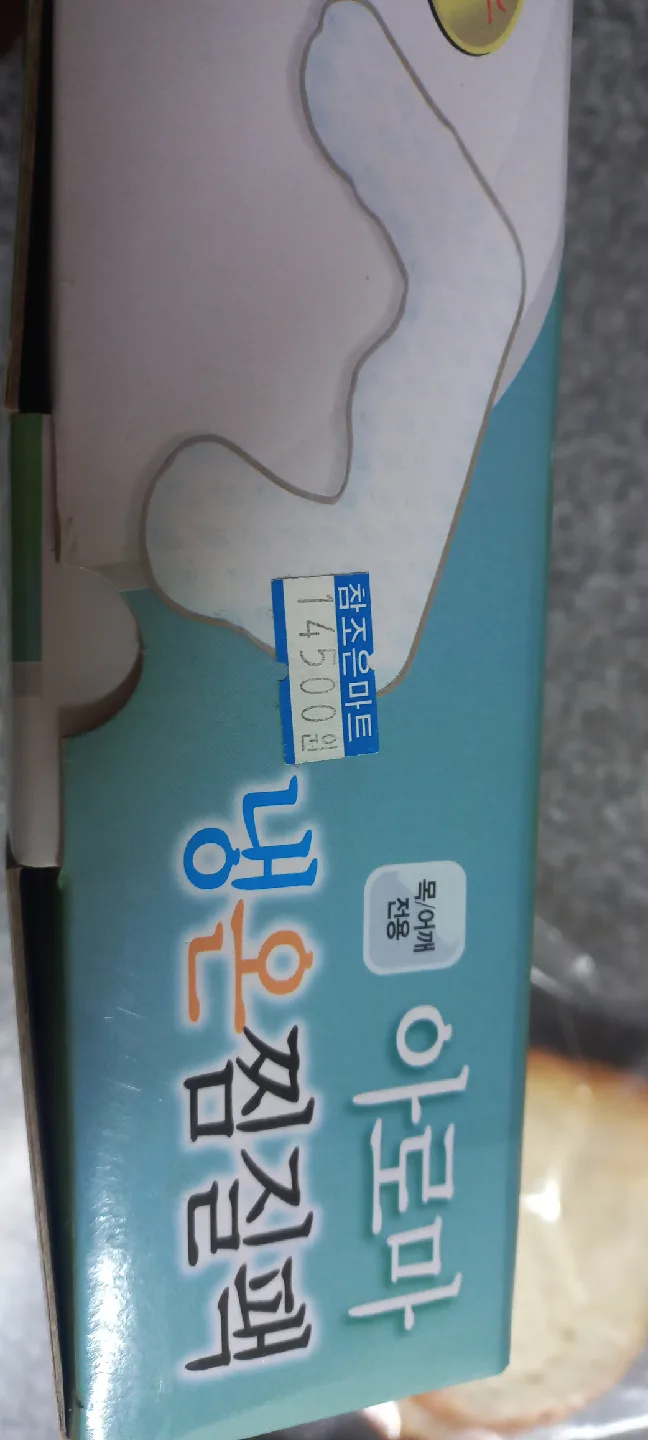 참조은마트
14500원
목/어깨
전용
아로마
냉온찜질팩